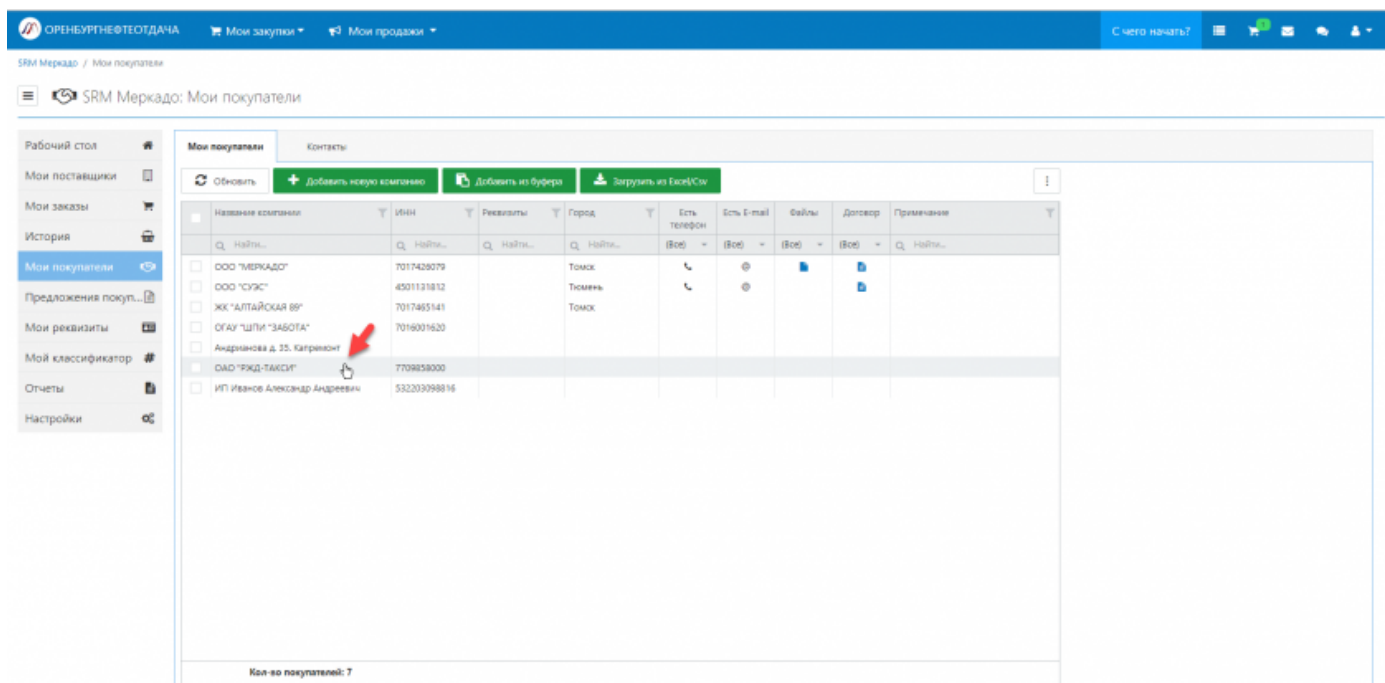 ОРЕНБУРГНЕФТЕОТДАЧА Мои закупки Мои продажи С чего начать? 1
SRM Меркадо / Мои покупатели
SRM Меркадо: Мои покупатели
Рабочий стол
Мои поставщики
Мои заказы
История
Мои покупатели
Предложения покуп...
Мои реквизиты
Мой классификатор
Отчеты
Настройки
Мои покупатели Контакты
Обновить Добавить новую компанию Добавить из буфера Загрузить из Excel/Csv
Название компании ИНН Реквизиты Город Есть телефон Есть E-mail Файлы Договор Примечание
Найти... Найти... Найти... Найти... (Все) (Все) (Все) (Все) Найти...
ООО "МЕРКАДО" 7017426079 Томск
ООО "СУЭС" 4501131812 Тюмень
ЖК "АЛТАЙСКАЯ 89" 7017465141 Томск
ОГАУ "ШПИ "ЗАБОТА" 7016001620
Андрианова д. 35. Капремонт
ОАО "РЖД-ТАКСИ" 7709858000
ИП Иванов Александр Андреевич 532203098816
Кол-во покупателей: 7